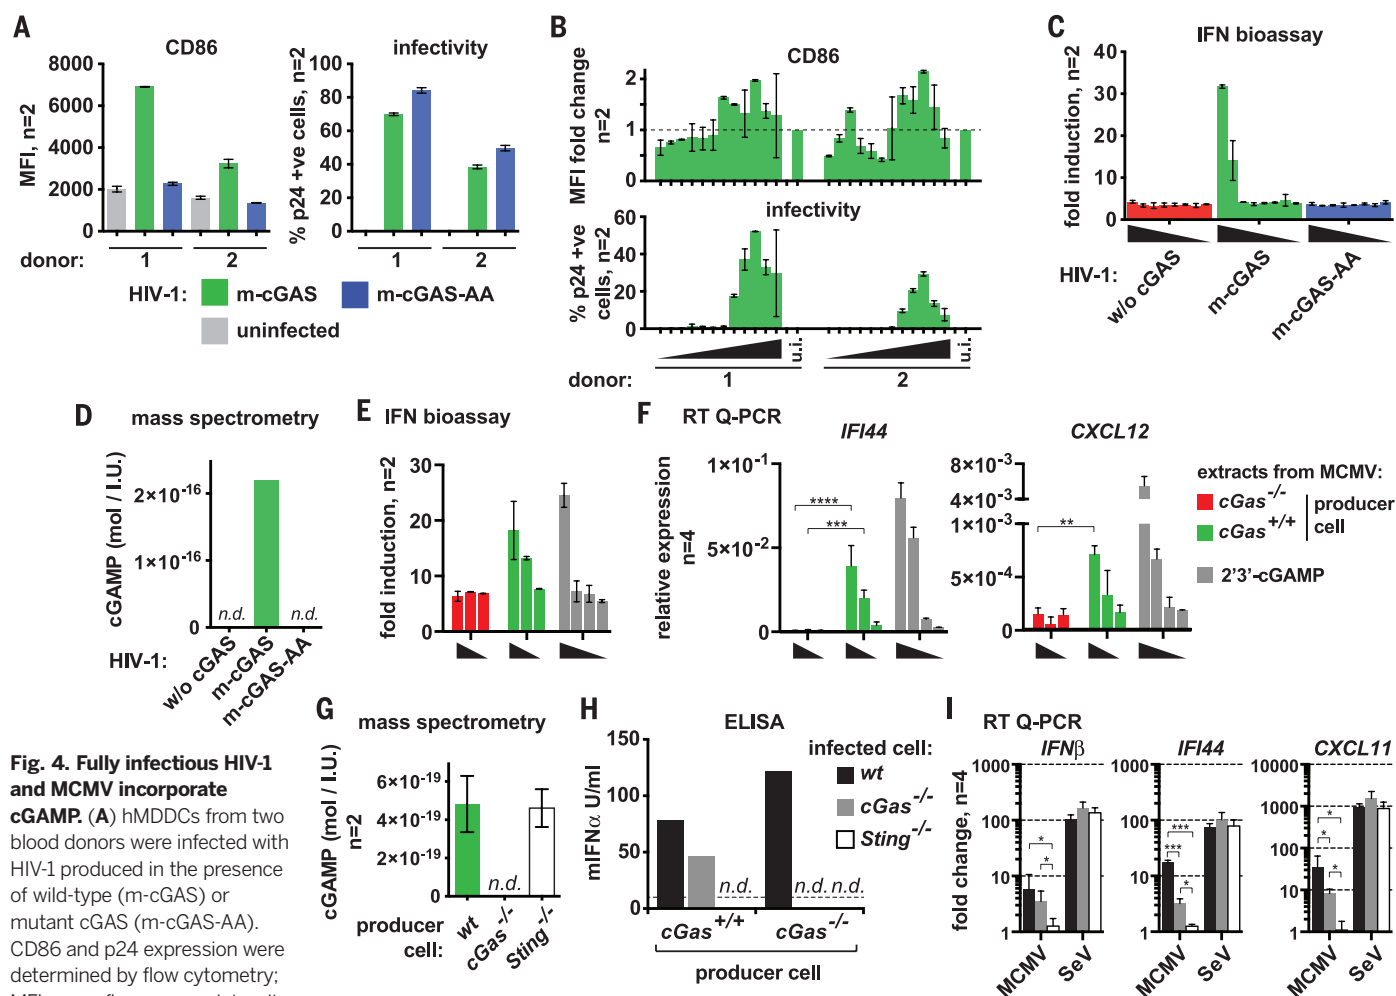 A
CD86
infectivity
MFI, n=2
8000
6000
4000
2000
0
% p24 +ve cells, n=2
100
80
60
40
20
0
donor: 1 2 1 2
HIV-1: m-cGAS m-cGAS-AA
uninfected
B
CD86
MFI fold change
n=2
2
1
0
infectivity
% p24 +ve
cells, n=2
60
40
20
0
u.i.
u.i.
donor: 1 2
C
IFN bioassay
fold induction, n=2
40
30
20
10
0
HIV-1:
w/o cGAS
m-cGAS
m-cGAS-AA
D
mass spectrometry
cGAMP (mol / I.U.)
2×10⁻¹⁶
1×10⁻¹⁶
0
n.d.
n.d.
HIV-1:
w/o cGAS
m-cGAS
m-cGAS-AA
E
IFN bioassay
fold induction, n=2
30
20
10
0
F
RT Q-PCR
IFI44
relative expression
n=4
1×10⁻¹
5×10⁻²
0
****
***
CXCL12
8×10⁻³
4×10⁻³
1×10⁻³
5×10⁻⁴
0
**
extracts from MCMV:
cGas⁻/⁻
cGas⁺/⁺
producer
cell
2'3'-cGAMP
G
mass spectrometry
cGAMP (mol / I.U.)
n=2
6×10⁻¹⁹
4×10⁻¹⁹
2×10⁻¹⁹
0
n.d.
producer
cell:
wt
cGas⁻/⁻
Sting⁻/⁻
H
ELISA
mIFNα U/ml
150
100
50
0
n.d.
n.d. n.d.
infected cell:
wt
cGas⁻/⁻
Sting⁻/⁻
cGas⁺/⁺
cGas⁻/⁻
producer cell
I
RT Q-PCR
IFNβ
IFI44
CXCL11
fold change, n=4
1000
100
10
1
*
*
MCMV
SeV
1000
100
10
1
***
***
*
MCMV
SeV
10000
1000
100
10
1
*
*
*
MCMV
SeV
Fig. 4. Fully infectious HIV-1
and MCMV incorporate
cGAMP. (A) hMDDCs from two
blood donors were infected with
HIV-1 produced in the presence
of wild-type (m-cGAS) or
mutant cGAS (m-cGAS-AA).
CD86 and p24 expression were
determined by flow cytometry;